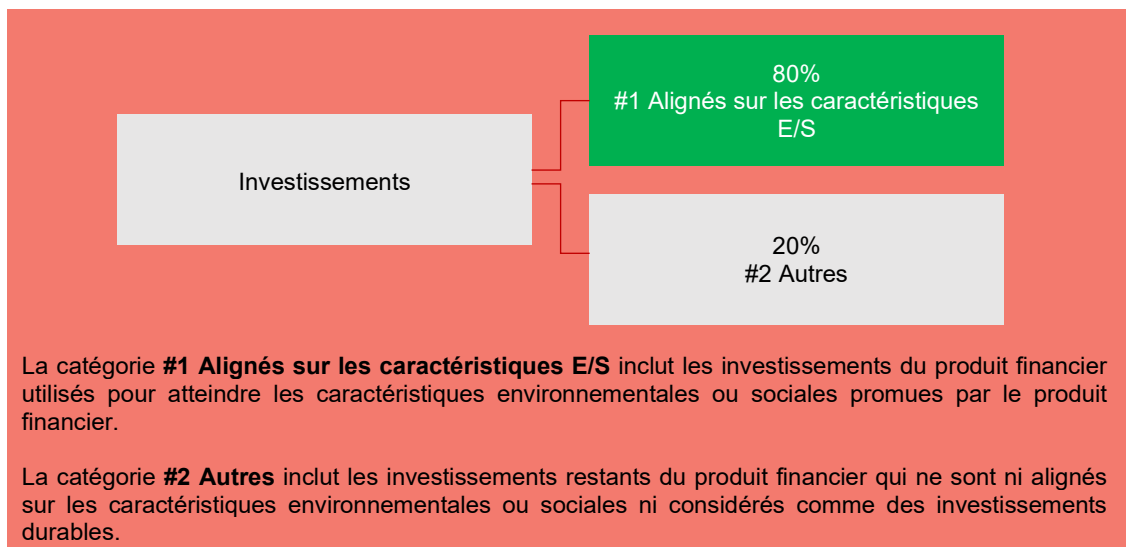 80%
#1 Alignés sur les caractéristiques
E/S
Investissements
20%
#2 Autres
La catégorie #1 Alignés sur les caractéristiques E/S inclut les investissements du produit financier
utilisés pour atteindre les caractéristiques environnementales ou sociales promues par le produit
financier.
La catégorie #2 Autres inclut les investissements restants du produit financier qui ne sont ni alignés
sur les caractéristiques environnementales ou sociales ni considérés comme des investissements
durables.